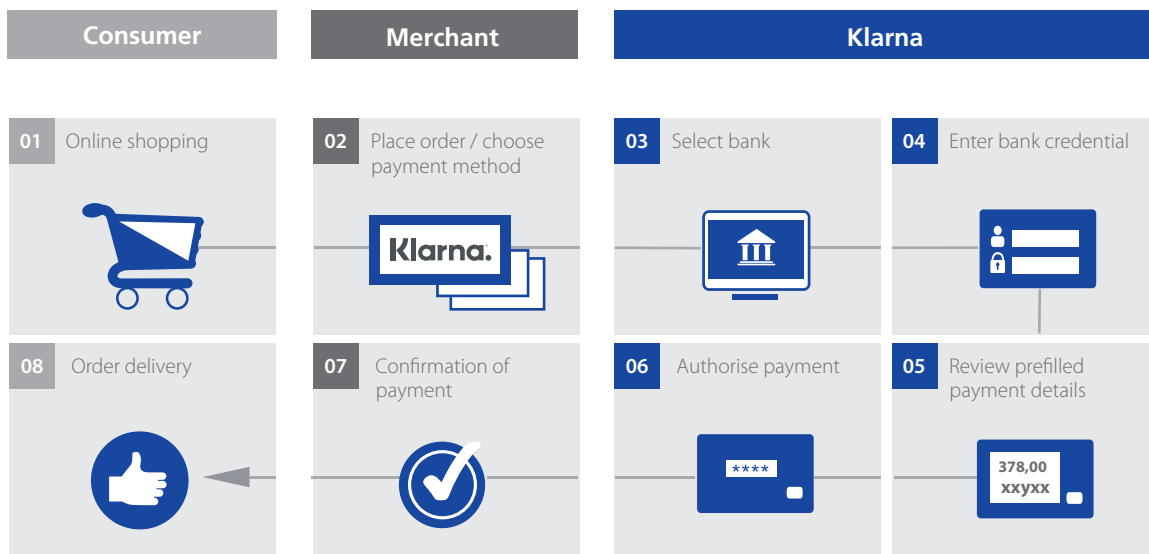 Consumer
Merchant
Klarna
01 Online shopping
02 Place order / choose
payment method
Klarna.
03 Select bank
04 Enter bank credential
08 Order delivery
07 Confirmation of
payment
06 Authorise payment
****
05 Review prefilled
payment details
378,00
xxyxx